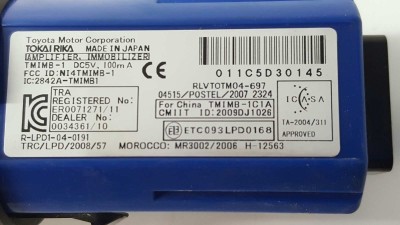 Toyota Motor Corporation
TOKAI RIKA MADE IN JAPAN
[AMPLIFIER, IMMOBILIZER]
TMIMB-1 DC5V, 100mA
FCC ID:NI4TMIMB-1
IC:2842A-TMIMB1
CE
011C5D30145
TRA
REGISTERED No
ER0071271/11
DEALER No
0034361/10
R-LPD1-04-0191
TRC/LPD/2008/57
RLVTOTM04-697
04515/POSTEL/2007 2324
For China TMIMB-1C1A
CMIIT ID:2009DJ1026
ETC093LPD0168
MOROCCO: MR3002/2006 H-12563
ICASA
TA-2004/311
APPROVED